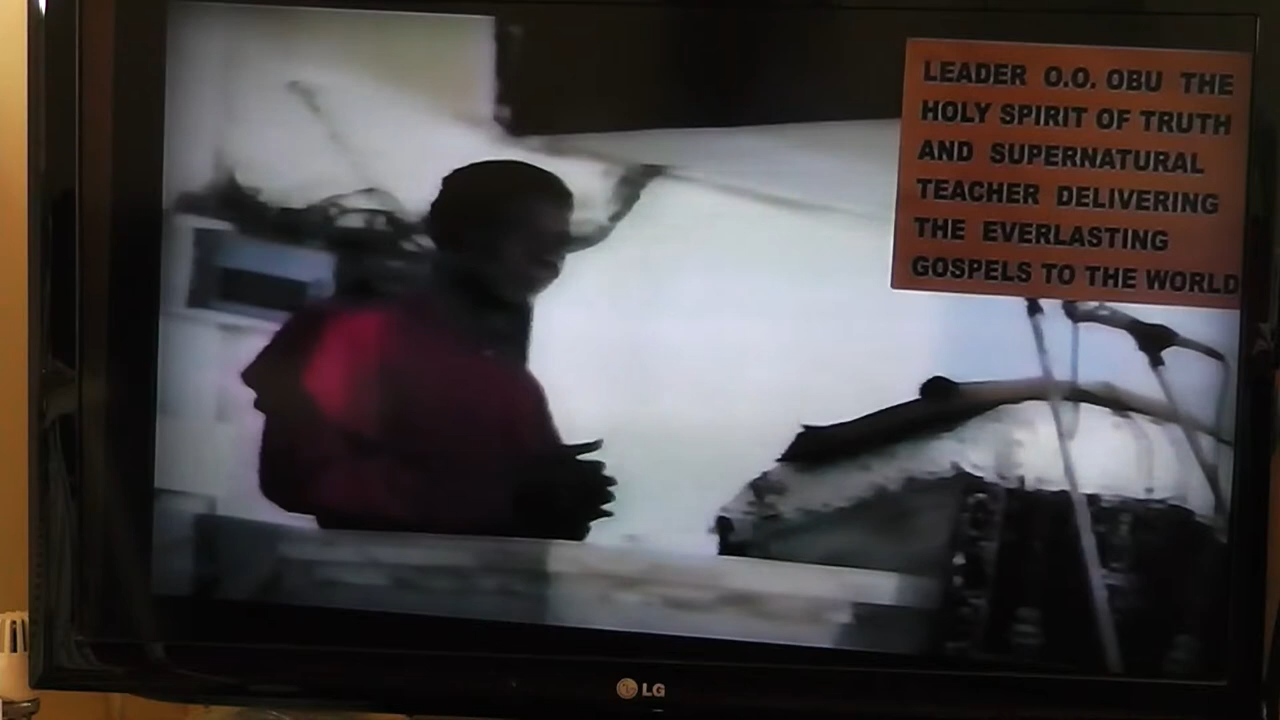 LEADER O.O. OBU THE
HOLY SPIRIT OF TRUTH
AND SUPERNATURAL
TEACHER DELIVERING
THE EVERLASTING
GOSPELS TO THE WORLD
LG